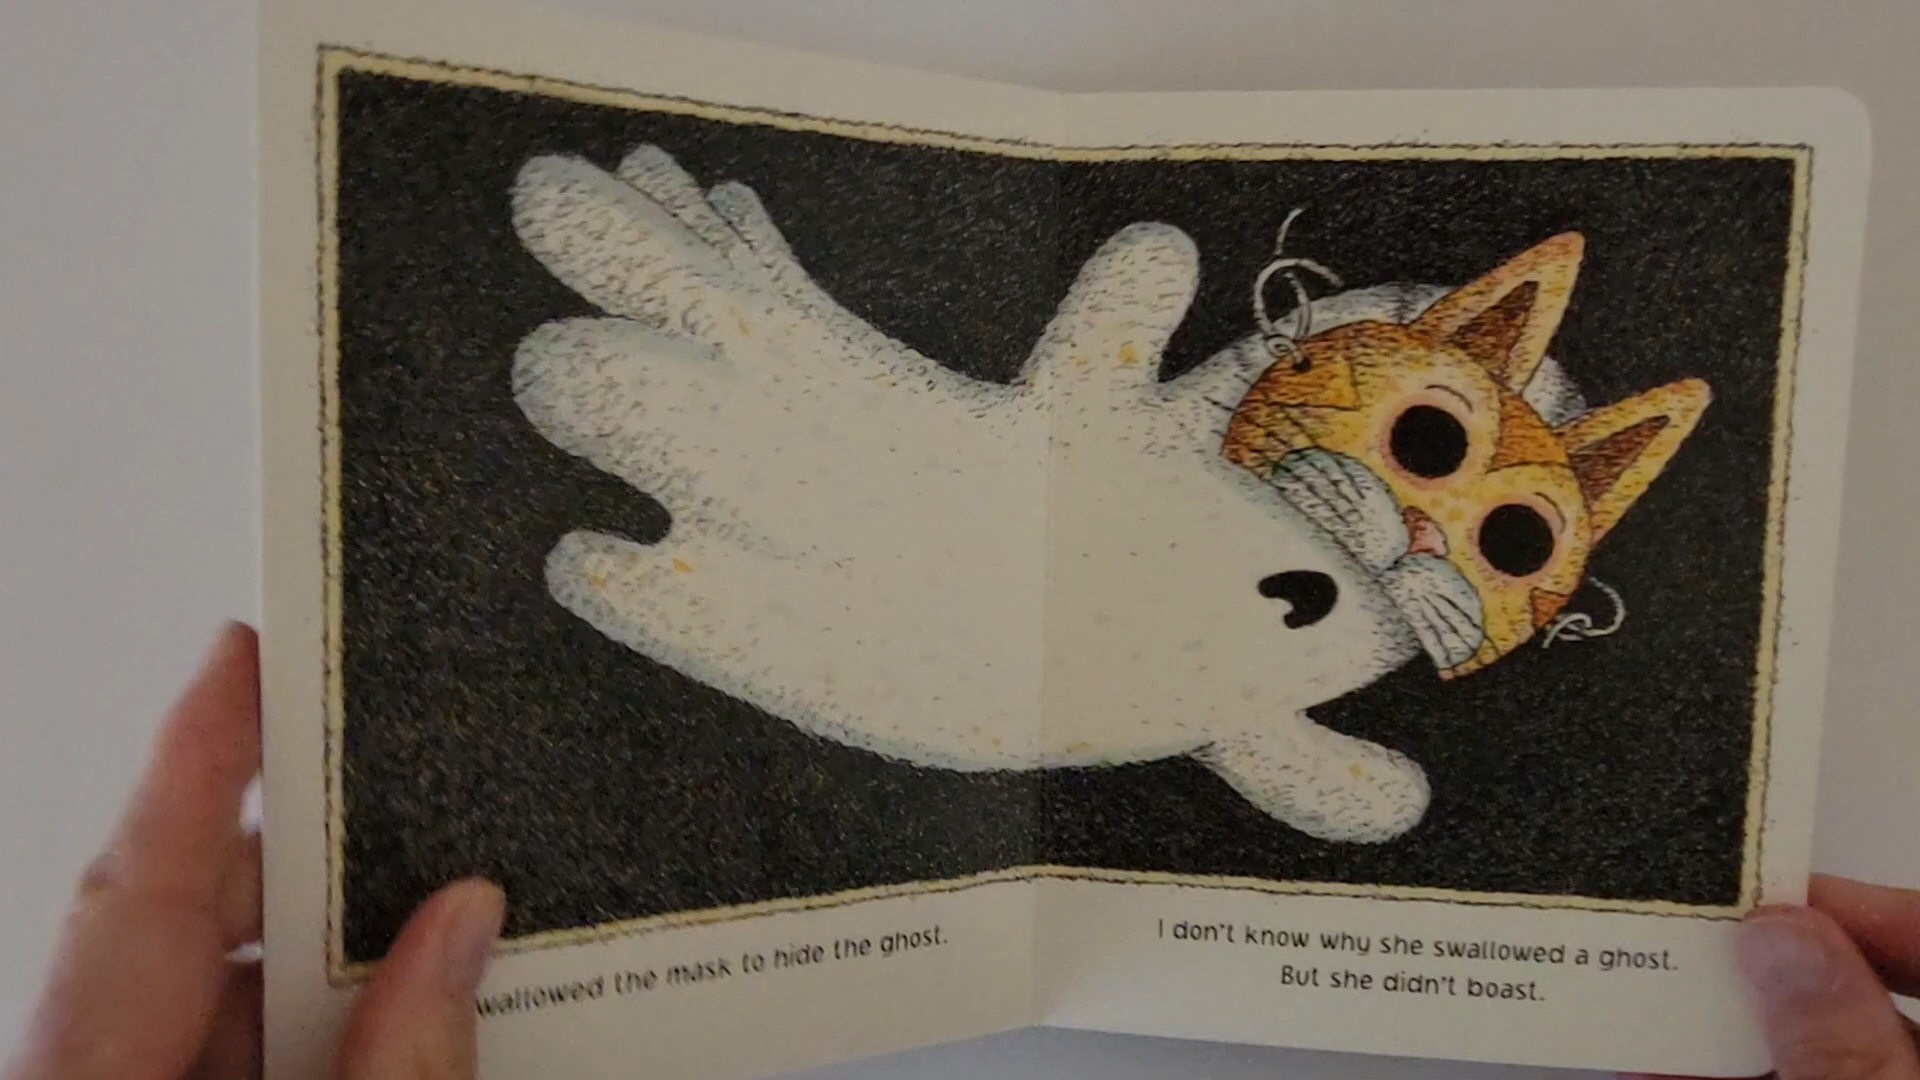 wallowed the mask to hide the ghost.
I don't know why she swallowed a ghost.
But she didn't boast.